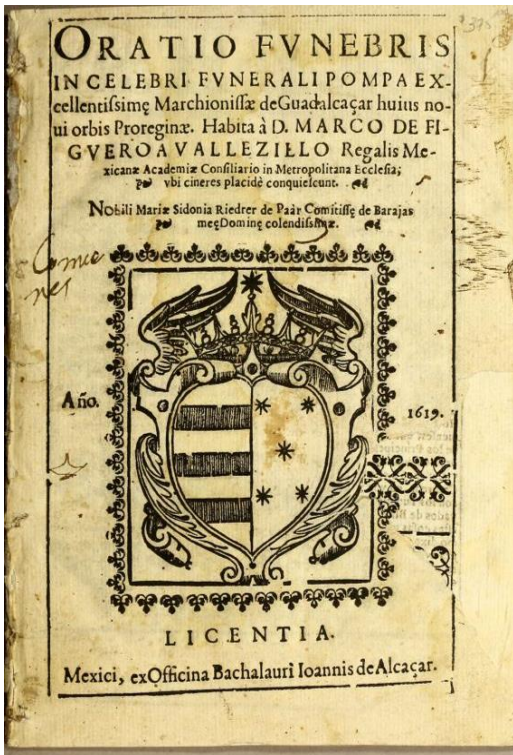 ORATIO FVNEBRIS
IN CELEBRI FVNERALI POMPA EX-
cellentiſsimę Marchioniſſæ de Guadalcaçar huius no-
ui orbis Proreginæ. Habita à D. MARCO DE FI-
GVEROA VALLEZILLO Regalis Me-
xicanæ Academiæ Conſiliario in Metropolitana Eccleſia;
vbi cineres placidè conquieſcunt.
Nobili Mariæ Sidonia Riedrer de Paàr Comitiſſę de Barajas
meę Dominę colendiſsimæ.
Año.
1619.
LICENTIA.
Mexici, ex Officina Bachalauri Ioannis de Alcaçar.